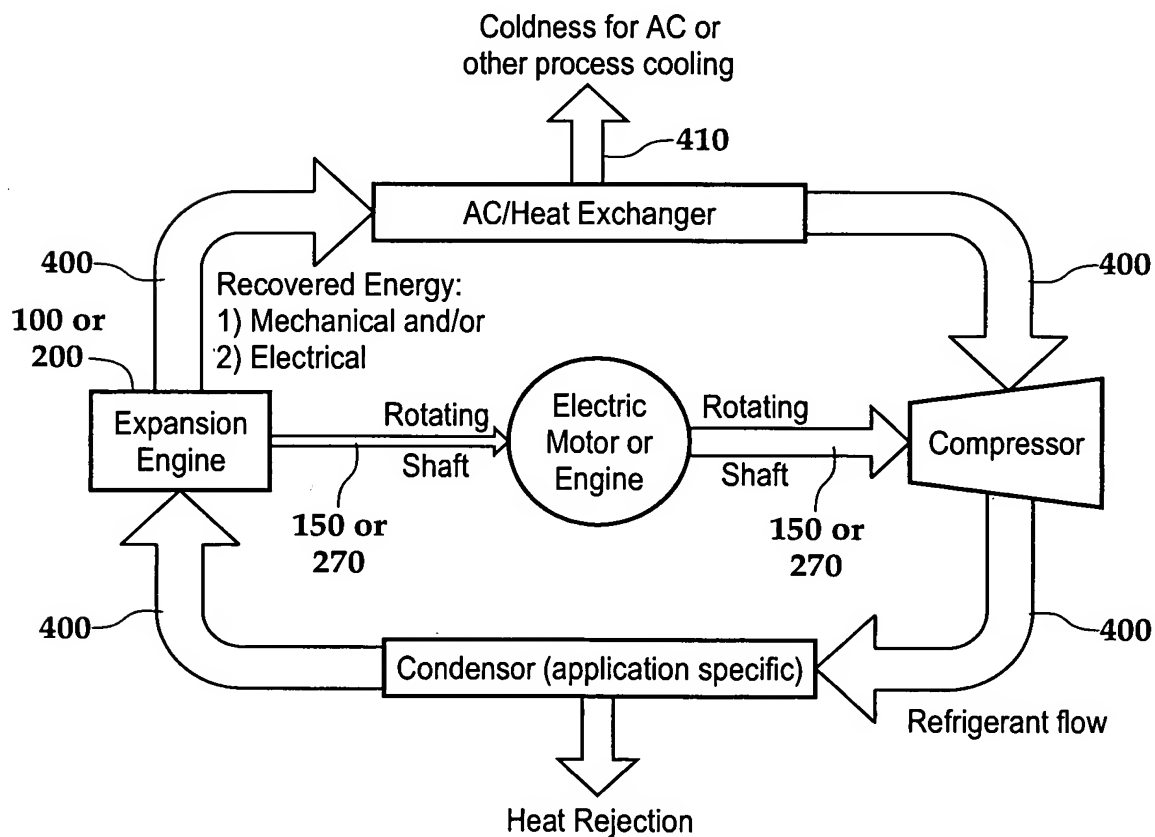 Coldness for AC or
other process cooling
410
AC/Heat Exchanger
400
400
Recovered Energy:
1) Mechanical and/or
2) Electrical
100 or
200
Expansion
Engine
Rotating
Shaft
Electric
Motor or
Engine
Rotating
Shaft
Compressor
150 or
270
150 or
270
400
400
Condensor (application specific)
Refrigerant flow
Heat Rejection